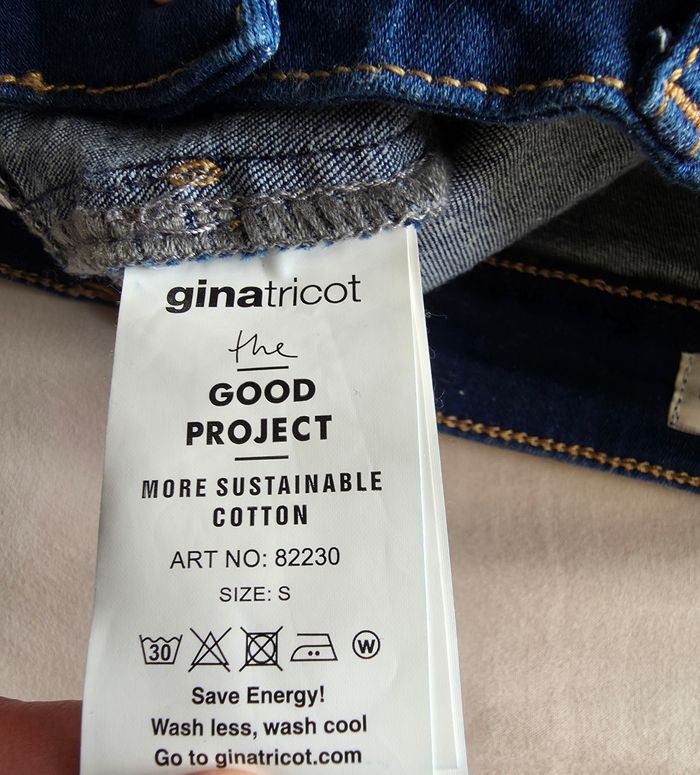 ginatricot
the
GOOD
PROJECT
MORE SUSTAINABLE
COTTON
ART NO: 82230
SIZE: S
30 W
Save Energy!
Wash less, wash cool
Go to ginatricot.com